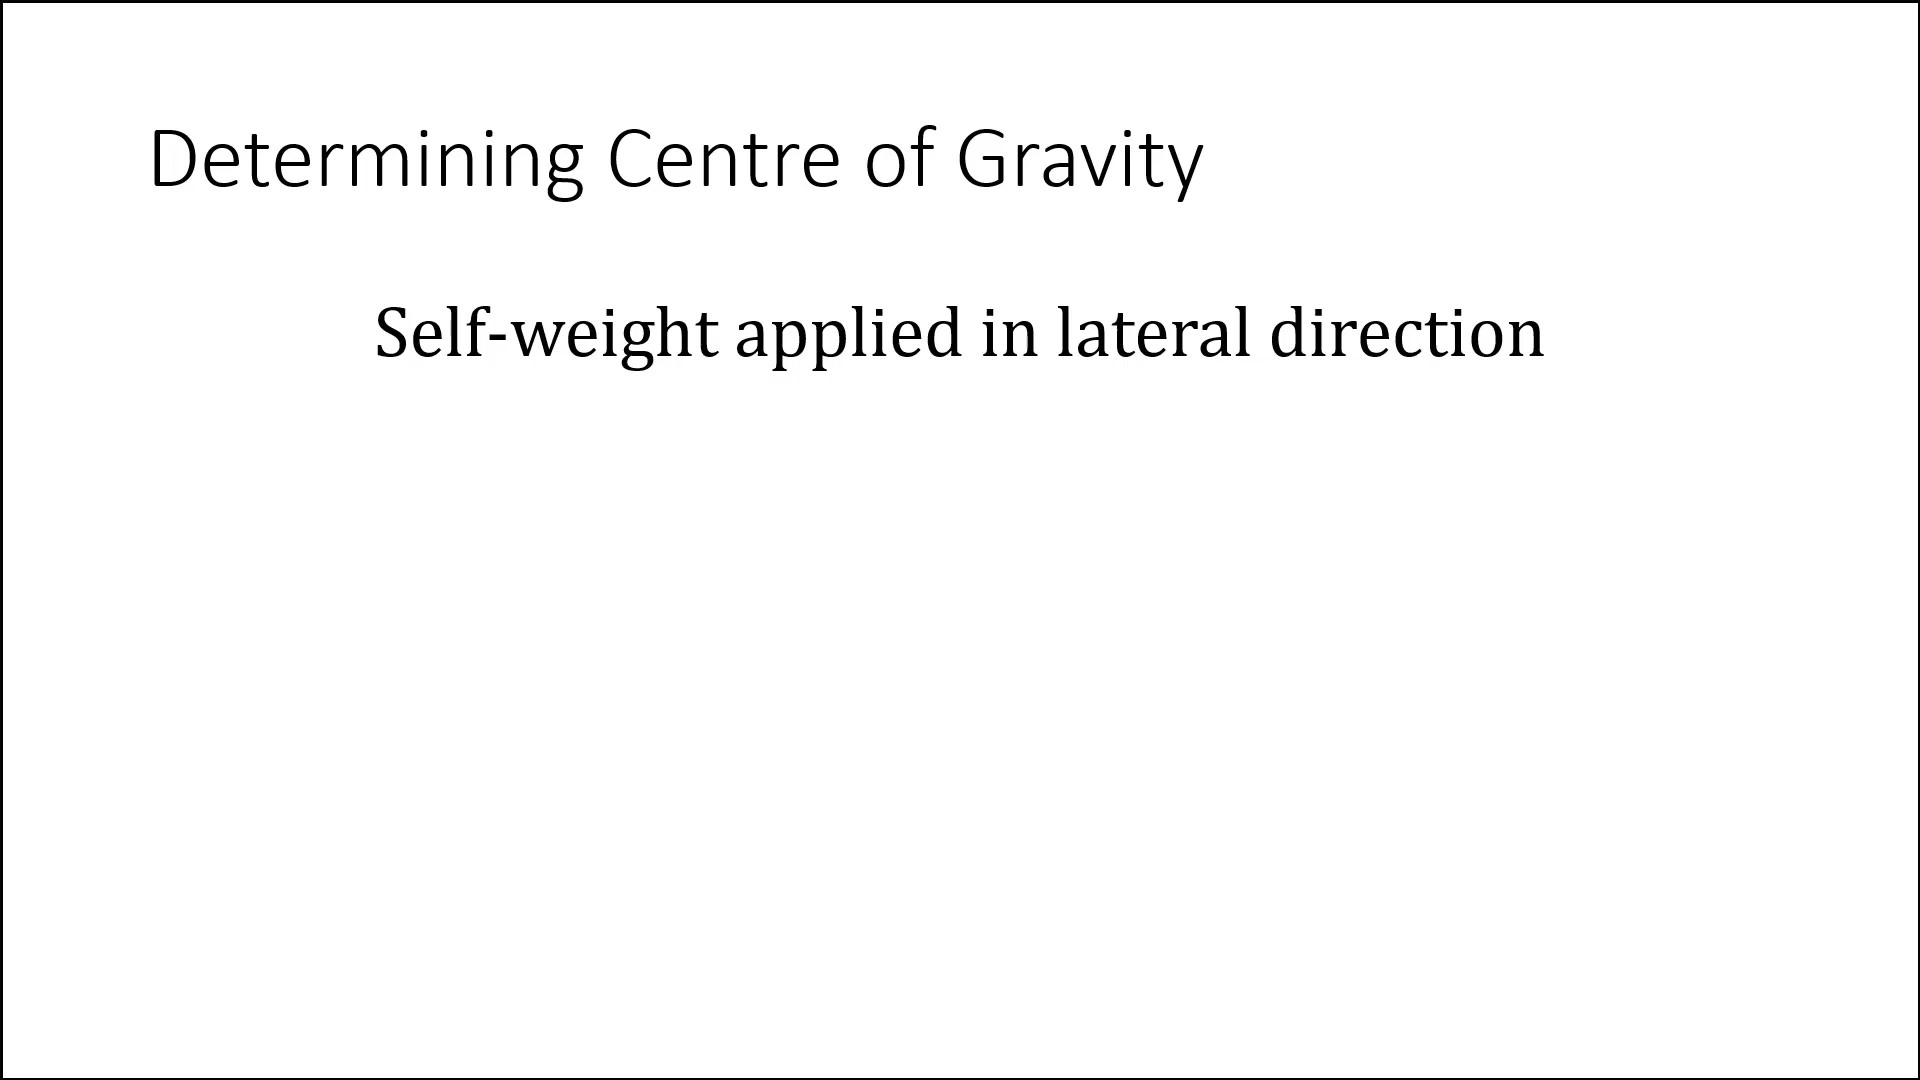 Determining Centre of Gravity
Self-weight applied in lateral direction